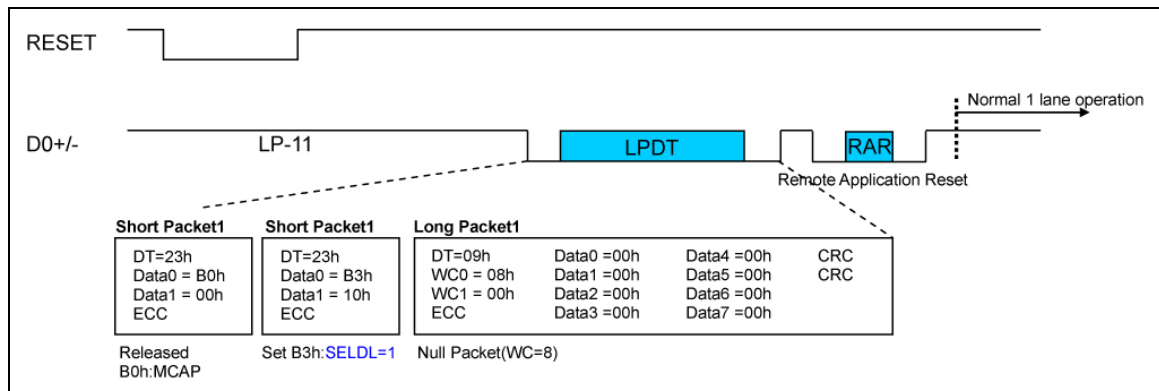 RESET
Normal 1 lane operation
D0+/-
LP-11
LPDT
RAR
Remote Application Reset
Short Packet1
DT=23h
Data0 = B0h
Data1 = 00h
ECC
Released
B0h:MCAP
Short Packet1
DT=23h
Data0 = B3h
Data1 = 10h
ECC
Set B3h:SELDL=1
Long Packet1
DT=09h Data0 =00h Data4 =00h CRC
WC0 = 08h Data1 =00h Data5 =00h CRC
WC1 = 00h Data2 =00h Data6 =00h
ECC Data3 =00h Data7 =00h
Null Packet(WC=8)